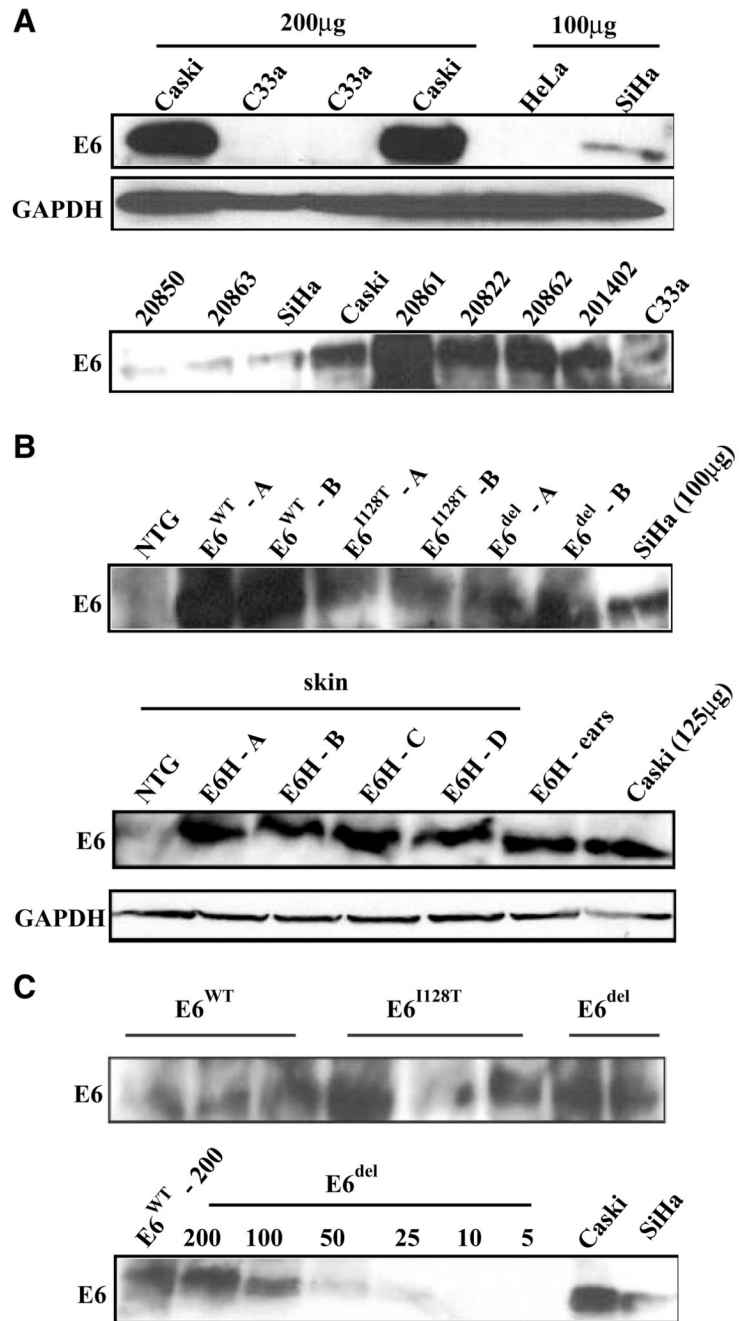 A
200µg 100µg
Caski C33a C33a Caski HeLa SiHa
E6
GAPDH
20850 20863 SiHa Caski 20861 20822 20862 201402 C33a
E6
B
NTG E6WT - A E6WT - B E6I128T - A E6I128T -B E6del - A E6del - B SiHa (100µg)
E6
skin
NTG E6H - A E6H - B E6H - C E6H - D E6H - ears Caski (125µg)
E6
GAPDH
C
E6WT E6I128T E6del
E6
E6del
E6WT - 200 200 100 50 25 10 5 Caski SiHa
E6